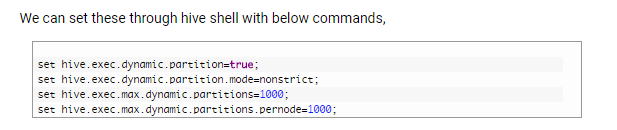 We can set these through hive shell with below commands,
set hive.exec.dynamic.partition=true;
set hive.exec.dynamic.partition.mode=nonstrict;
set hive.exec.max.dynamic.partitions=1000;
set hive.exec.max.dynamic.partitions.pernode=1000;